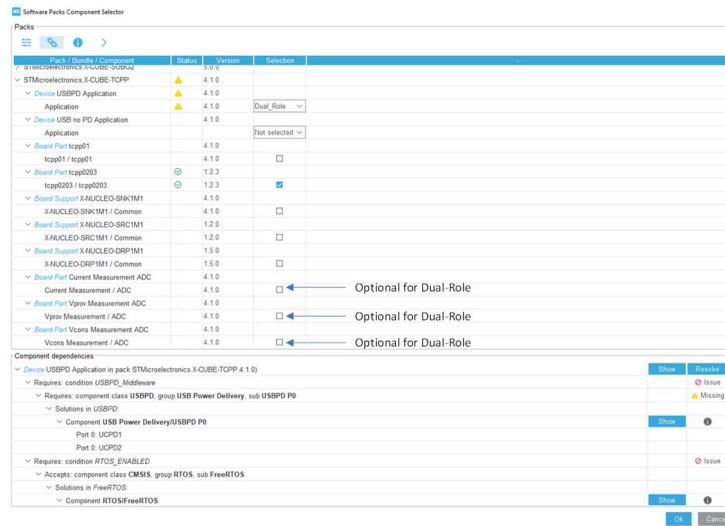 Software Packs Component Selector
Packs
Pack / Bundle / Component Status Version Selection
> STMicroelectronics.X-CUBE-SUBG2 5.0.0
STMicroelectronics.X-CUBE-TCPP 4.1.0
Device USBPD Application 4.1.0
Application 4.1.0 Dual_Role
Device USB no PD Application 4.1.0
Application Not selected
Board Part tcpp01 4.1.0
tcpp01 / tcpp01 4.1.0
Board Part tcpp0203 1.2.3
tcpp0203 / tcpp0203 1.2.3
Board Support X-NUCLEO-SNK1M1 4.1.0
X-NUCLEO-SNK1M1 / Common 4.1.0
Board Support X-NUCLEO-SRC1M1 1.2.0
X-NUCLEO-SRC1M1 / Common 1.2.0
Board Support X-NUCLEO-DRP1M1 1.5.0
X-NUCLEO-DRP1M1 / Common 1.5.0
Board Part Current Measurement ADC 4.1.0
Current Measurement / ADC 4.1.0 Optional for Dual-Role
Board Part Vprov Measurement ADC 4.1.0
Vprov Measurement / ADC 4.1.0 Optional for Dual-Role
Board Part Vcons Measurement ADC 4.1.0
Vcons Measurement / ADC 4.1.0 Optional for Dual-Role
Component dependencies
Device USBPD Application in pack STMicroelectronics.X-CUBE-TCPP.4.1.0) Show Resolve
Requires: condition USBPD_Middleware Issue
Requires: component class USBPD, group USB Power Delivery, sub USBPD P0 Missing
Solutions in USBPD:
Component USB Power Delivery/USBPD P0 Show
Port 0: UCPD1
Port 0: UCPD2
Requires: condition RTOS_ENABLED Issue
Accepts: component class CMSIS, group RTOS, sub FreeRTOS
Solutions in FreeRTOS:
Component RTOS/FreeRTOS Show
Ok Cance